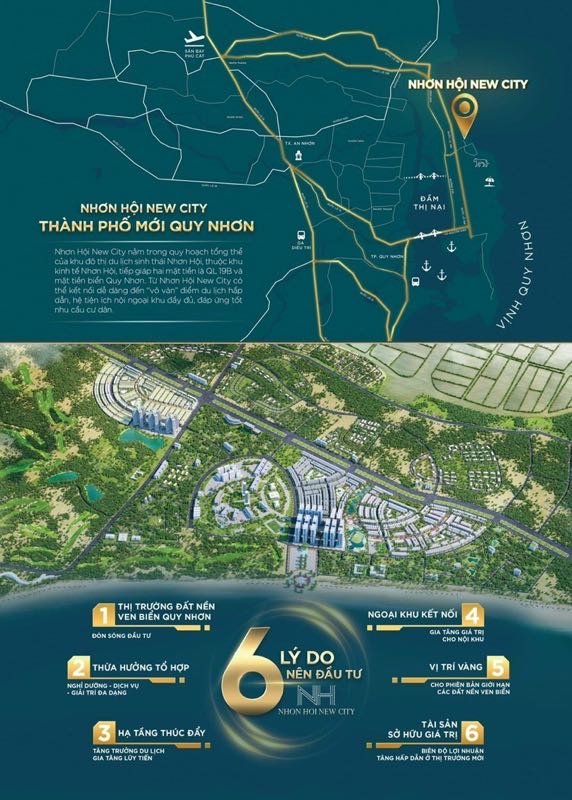 SÂN BAY
PHÙ CÁT
NHƠN HỘI NEW CITY
TX. AN NHƠN
ĐẦM
THỊ NẠI
GA
DIÊU TRÌ
TP. QUY NHƠN
VỊNH QUY NHƠN
NHƠN HỘI NEW CITY
THÀNH PHỐ MỚI QUY NHƠN
Nhơn Hội New City nằm trong quy hoạch tổng thể
của khu đô thị du lịch sinh thái Nhơn Hội, thuộc khu
kinh tế Nhơn Hội, tiếp giáp hai mặt tiền là QL 19B và
mặt tiền biển Quy Nhơn. Từ Nhơn Hội New City có
thể kết nối dễ dàng đến "vô vàn" điểm du lịch hấp
dẫn, hệ tiện ích nội ngoại khu đầy đủ, đáp ứng tốt
nhu cầu cư dân.
6 LÝ DO
NÊN ĐẦU TƯ
NH
NHON HOI NEW CITY
1 THỊ TRƯỜNG ĐẤT NỀN
VEN BIỂN QUY NHƠN
ĐÓN SÓNG ĐẦU TƯ
2 THỪA HƯỞNG TỔ HỢP
NGHỈ DƯỠNG - DỊCH VỤ
- GIẢI TRÍ ĐA DẠNG
3 HẠ TẦNG THÚC ĐẨY
TĂNG TRƯỞNG DU LỊCH
GIA TĂNG LŨY TIẾN
NGOẠI KHU KẾT NỐI 4
GIA TĂNG GIÁ TRỊ
CHO NỘI KHU
VỊ TRÍ VÀNG 5
CHO PHIÊN BẢN GIỚI HẠN
CÁC ĐẤT NỀN VEN BIỂN
TÀI SẢN
SỞ HỮU GIÁ TRỊ 6
BIÊN ĐỘ LỢI NHUẬN
TĂNG HẤP DẪN Ở THỊ TRƯỜNG MỚI